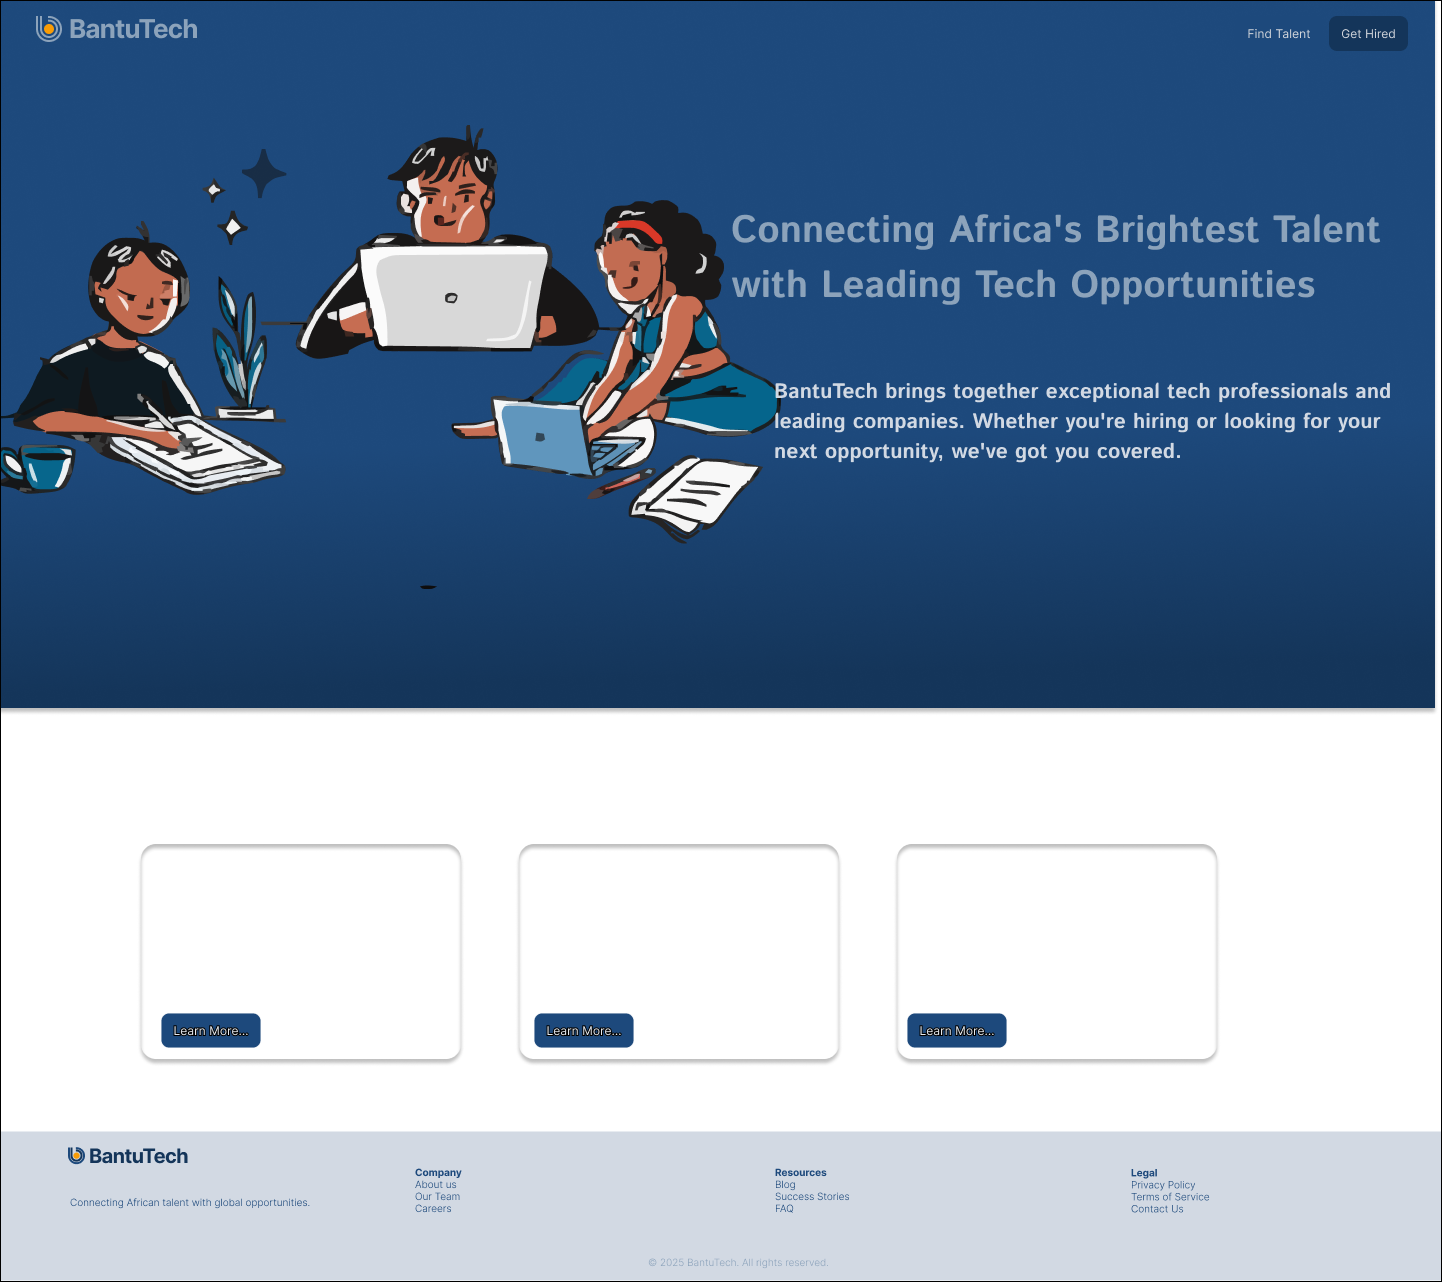 BantuTech
Find Talent
Get Hired
Connecting Africa's Brightest Talent
with Leading Tech Opportunities
BantuTech brings together exceptional tech professionals and
leading companies. Whether you're hiring or looking for your
next opportunity, we've got you covered.
Learn More...
Learn More...
Learn More...
BantuTech
Connecting African talent with global opportunities.
Company
About us
Our Team
Careers
Resources
Blog
Success Stories
FAQ
Legal
Privacy Policy
Terms of Service
Contact Us
© 2025 BantuTech. All rights reserved.